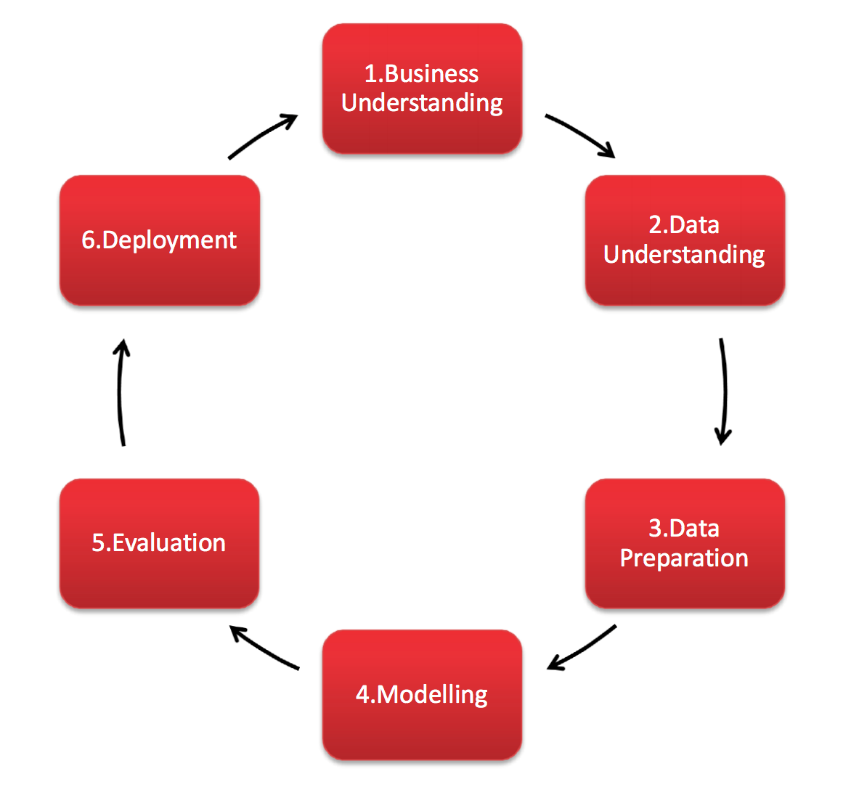 1.Business
Understanding
2.Data
Understanding
3.Data
Preparation
4.Modelling
5.Evaluation
6.Deployment